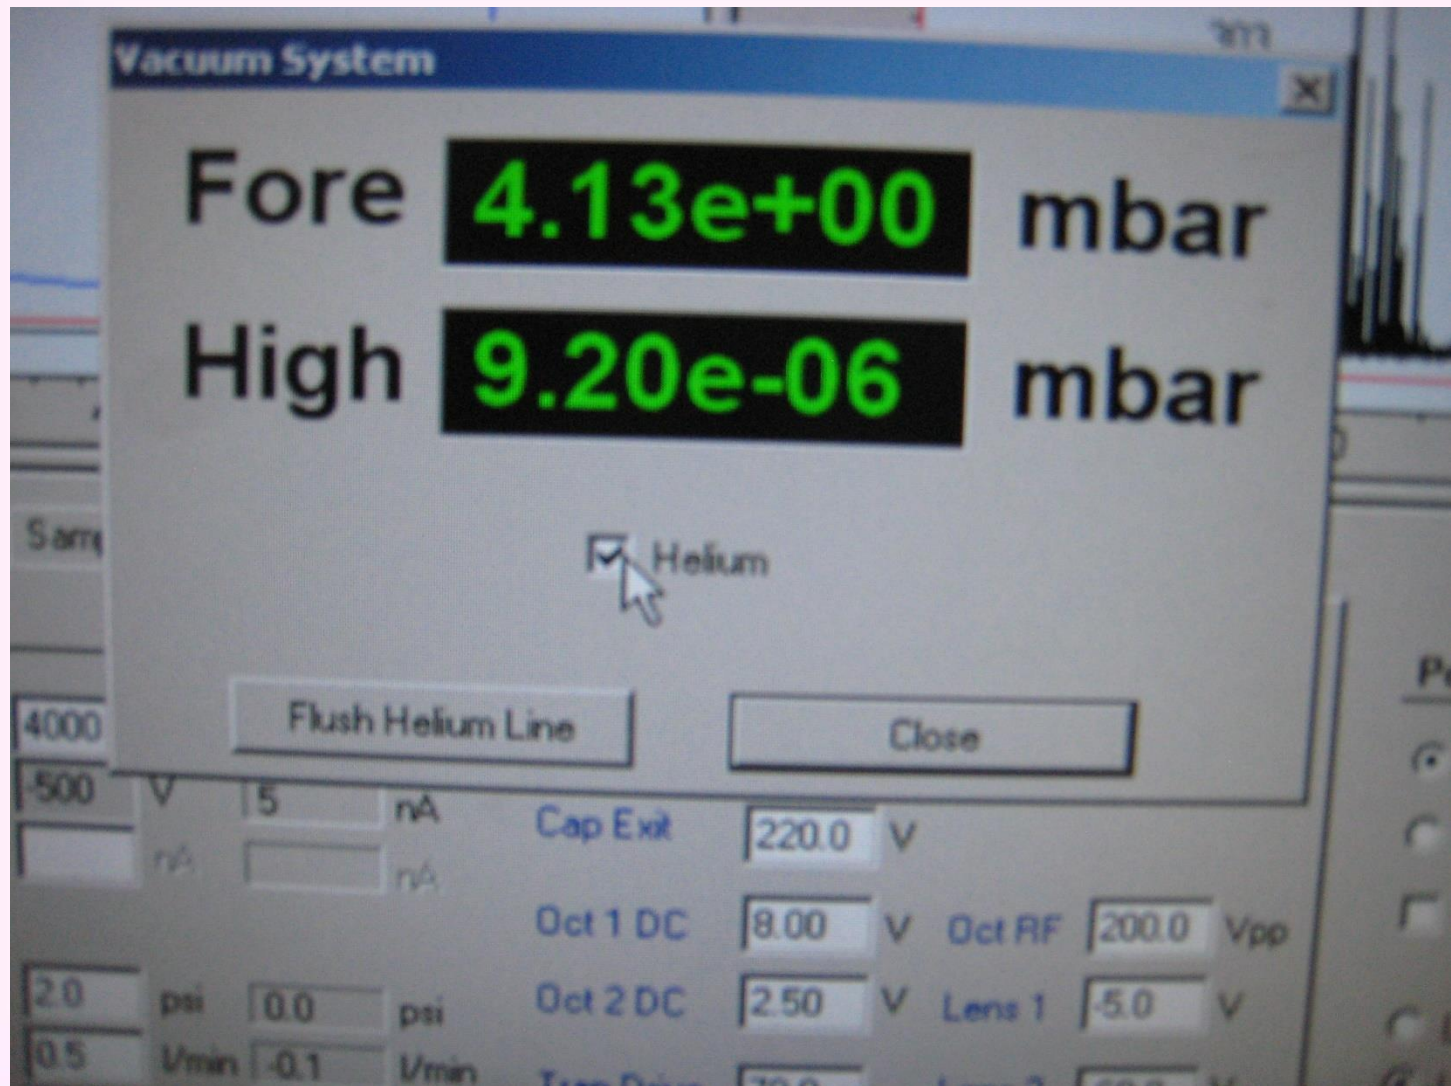 Vacuum System
Fore 4.13e+00 mbar
High 9.20e-06 mbar
Helium
Flush Helium Line Close
4000
-500 V 5 nA
nA nA
Cap Exit 220.0 V
Oct 1 DC 8.00 V Oct RF 200.0 Vpp
2.0 psi 0.0 psi Oct 2 DC 2.50 V Lens 1 -5.0 V
0.5 l/min -0.1 l/min